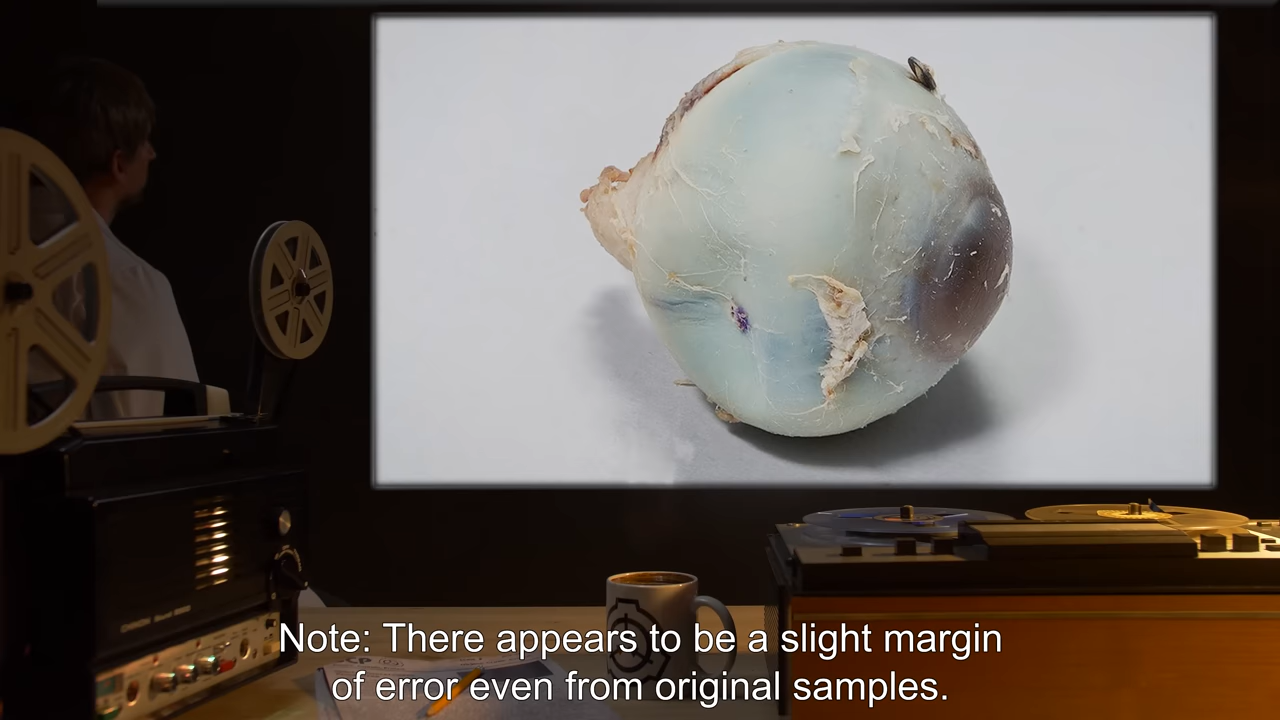 Note: There appears to be a slight margin
of error even from original samples.